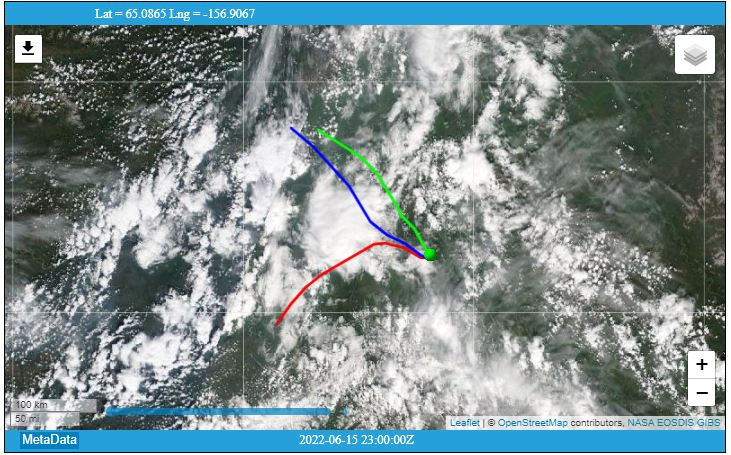 Lat = 65.0865 Lng = -156.9067
+
−
100 km
50 mi
Leaflet | © OpenStreetMap contributors, NASA EOSDIS GIBS
MetaData
2022-06-15 23:00:00Z